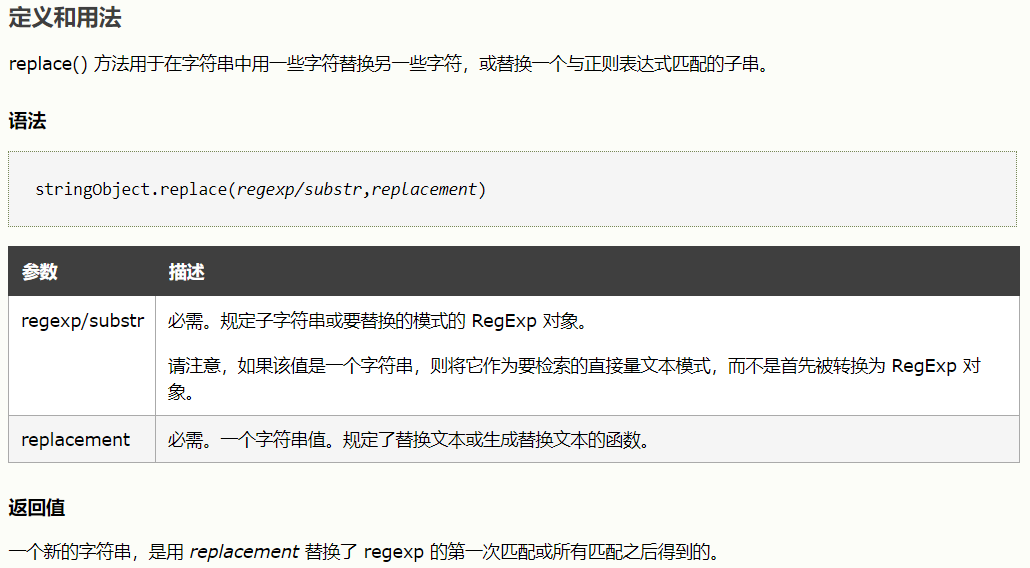 定义和用法
replace() 方法用于在字符串中用一些字符替换另一些字符，或替换一个与正则表达式匹配的子串。
语法
stringObject.replace(regexp/substr,replacement)
参数 描述
regexp/substr 必需。规定子字符串或要替换的模式的 RegExp 对象。
请注意，如果该值是一个字符串，则将它作为要检索的直接量文本模式，而不是首先被转换为 RegExp 对
象。
replacement 必需。一个字符串值。规定了替换文本或生成替换文本的函数。
返回值
一个新的字符串，是用 replacement 替换了 regexp 的第一次匹配或所有匹配之后得到的。